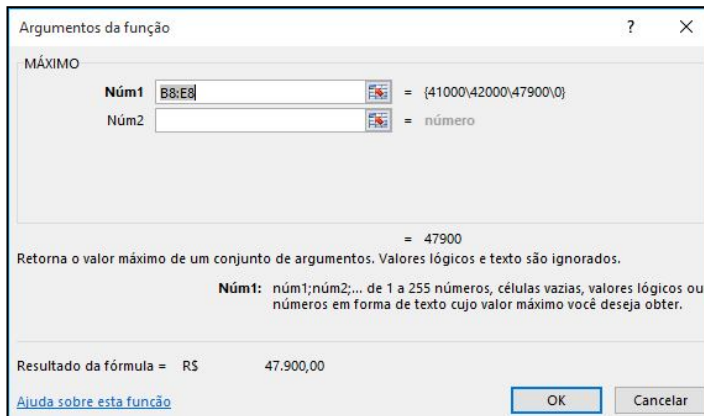 Argumentos da função ? X
MÁXIMO
Núm1 B8:E8 = {41000\42000\47900\0}
Núm2 = número
= 47900
Retorna o valor máximo de um conjunto de argumentos. Valores lógicos e texto são ignorados.
Núm1: núm1;núm2;... de 1 a 255 números, células vazias, valores lógicos ou
números em forma de texto cujo valor máximo você deseja obter.
Resultado da fórmula = R$ 47.900,00
Ajuda sobre esta função OK Cancelar